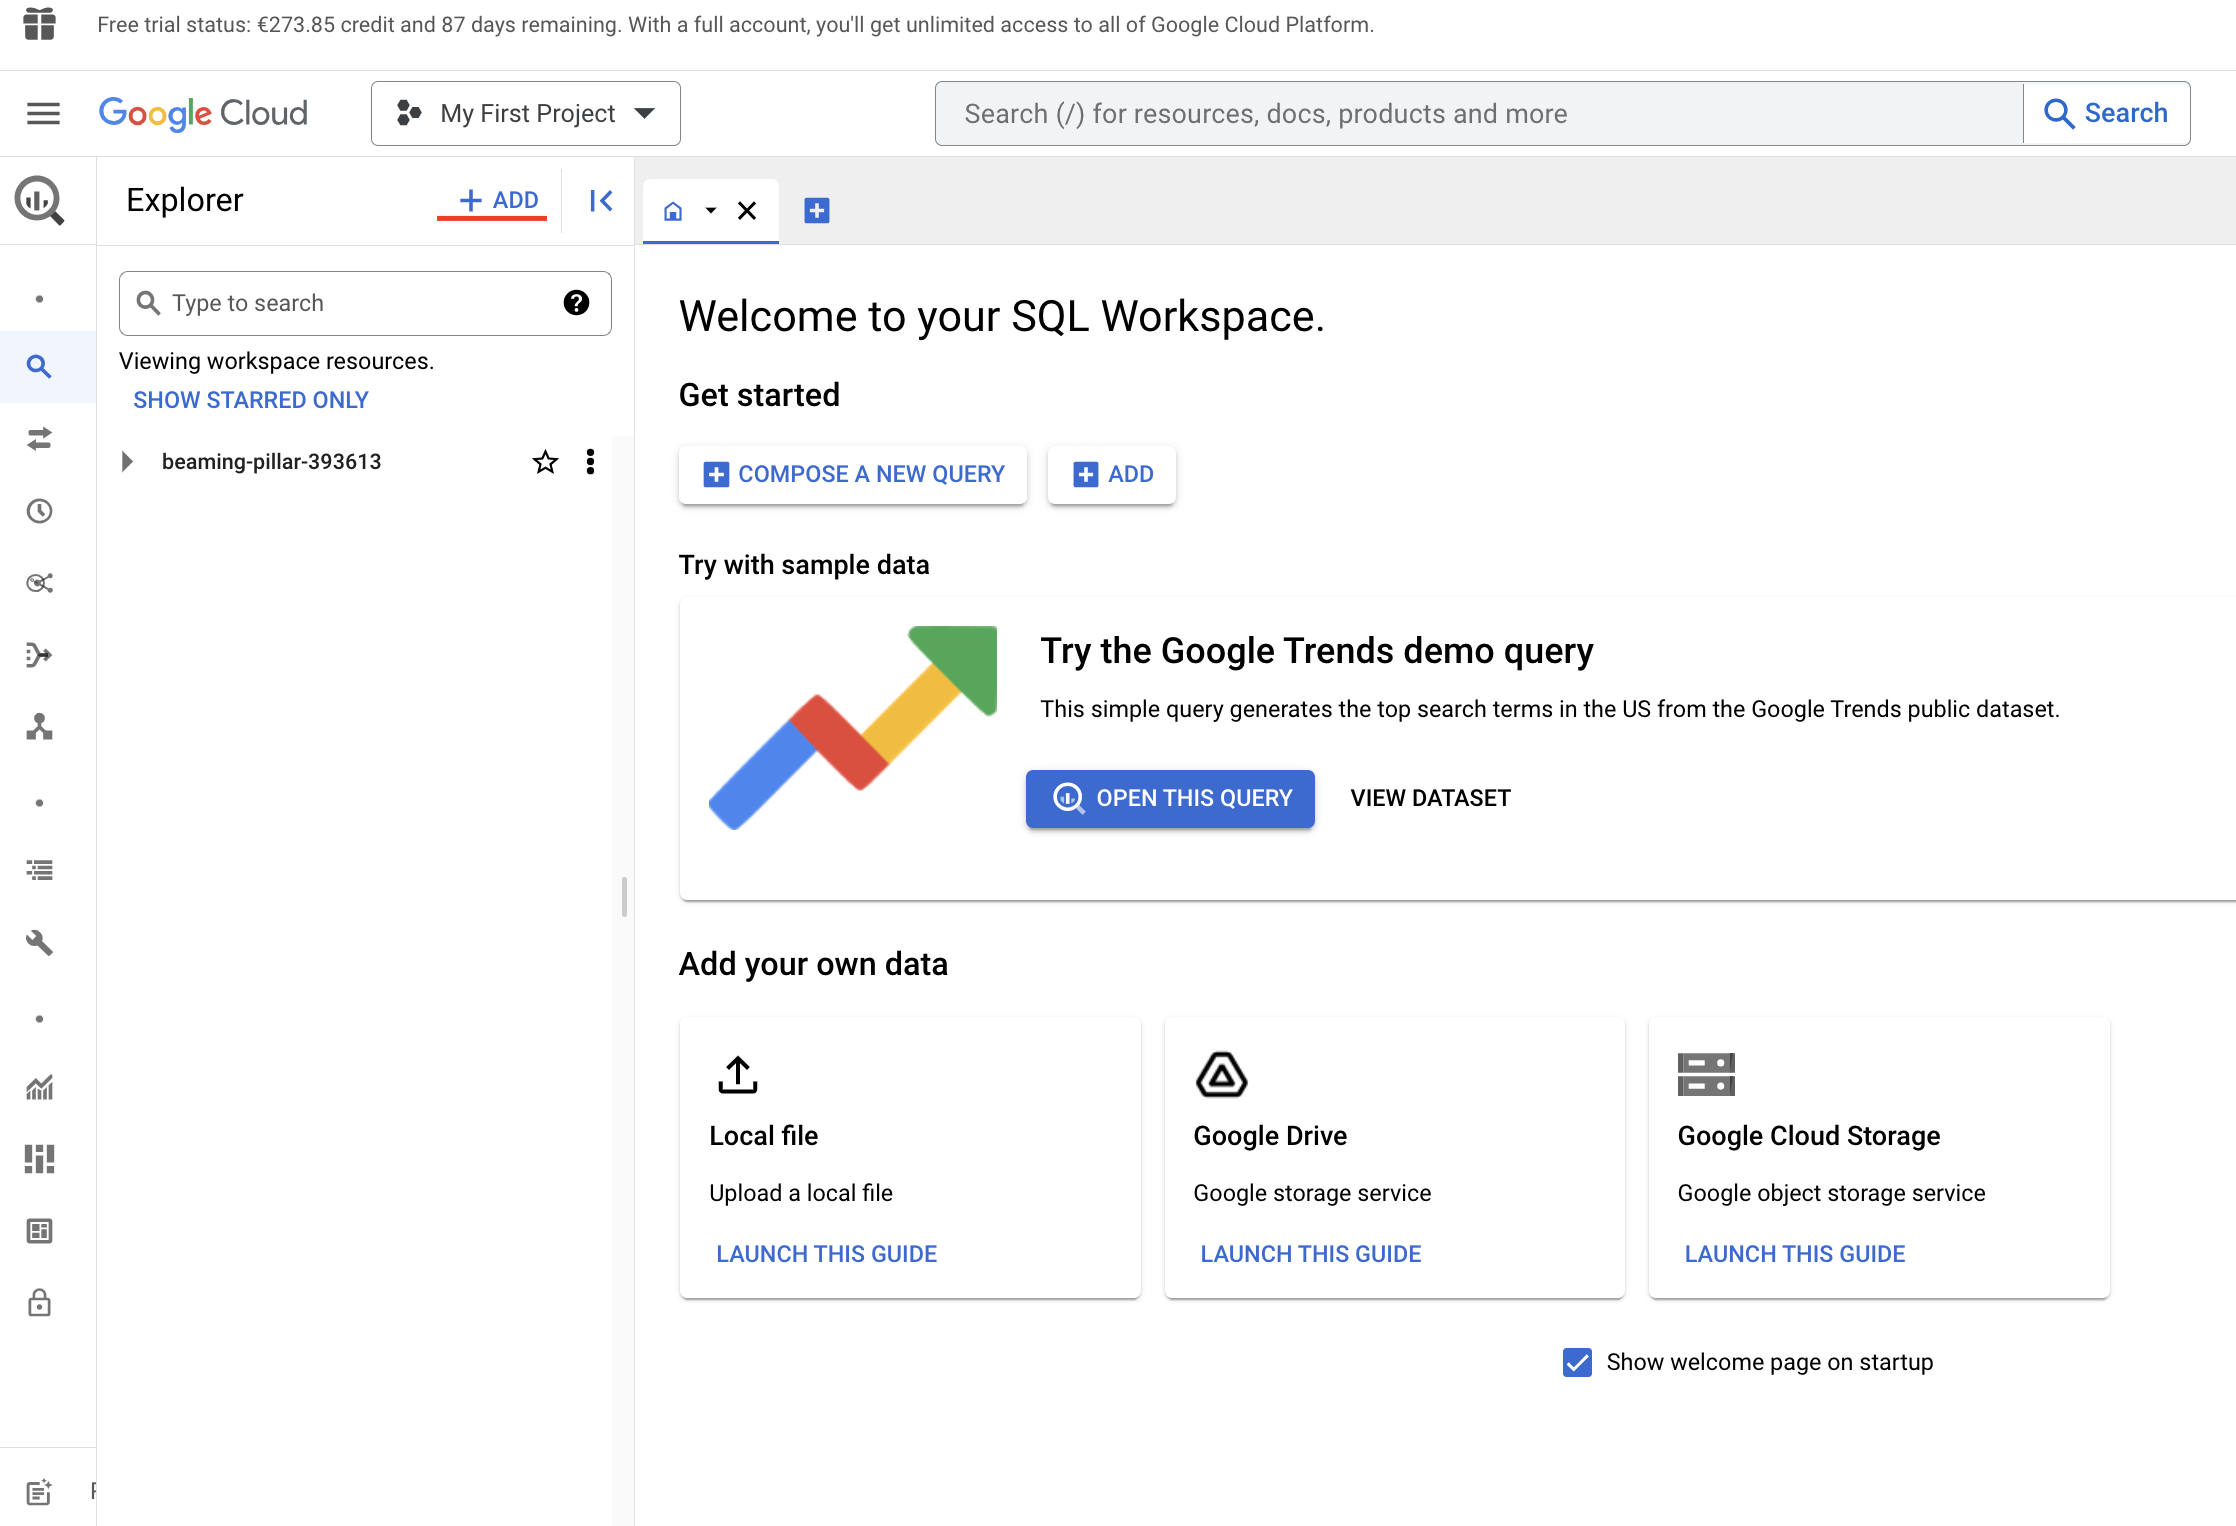 Free trial status: €273.85 credit and 87 days remaining. With a full account, you'll get unlimited access to all of Google Cloud Platform.
Google Cloud
My First Project
Search (/) for resources, docs, products and more
Search
Explorer
ADD
Type to search
Viewing workspace resources.
SHOW STARRED ONLY
beaming-pillar-393613
Welcome to your SQL Workspace.
Get started
COMPOSE A NEW QUERY
ADD
Try with sample data
Try the Google Trends demo query
This simple query generates the top search terms in the US from the Google Trends public dataset.
OPEN THIS QUERY
VIEW DATASET
Add your own data
Local file
Upload a local file
LAUNCH THIS GUIDE
Google Drive
Google storage service
LAUNCH THIS GUIDE
Google Cloud Storage
Google object storage service
LAUNCH THIS GUIDE
Show welcome page on startup